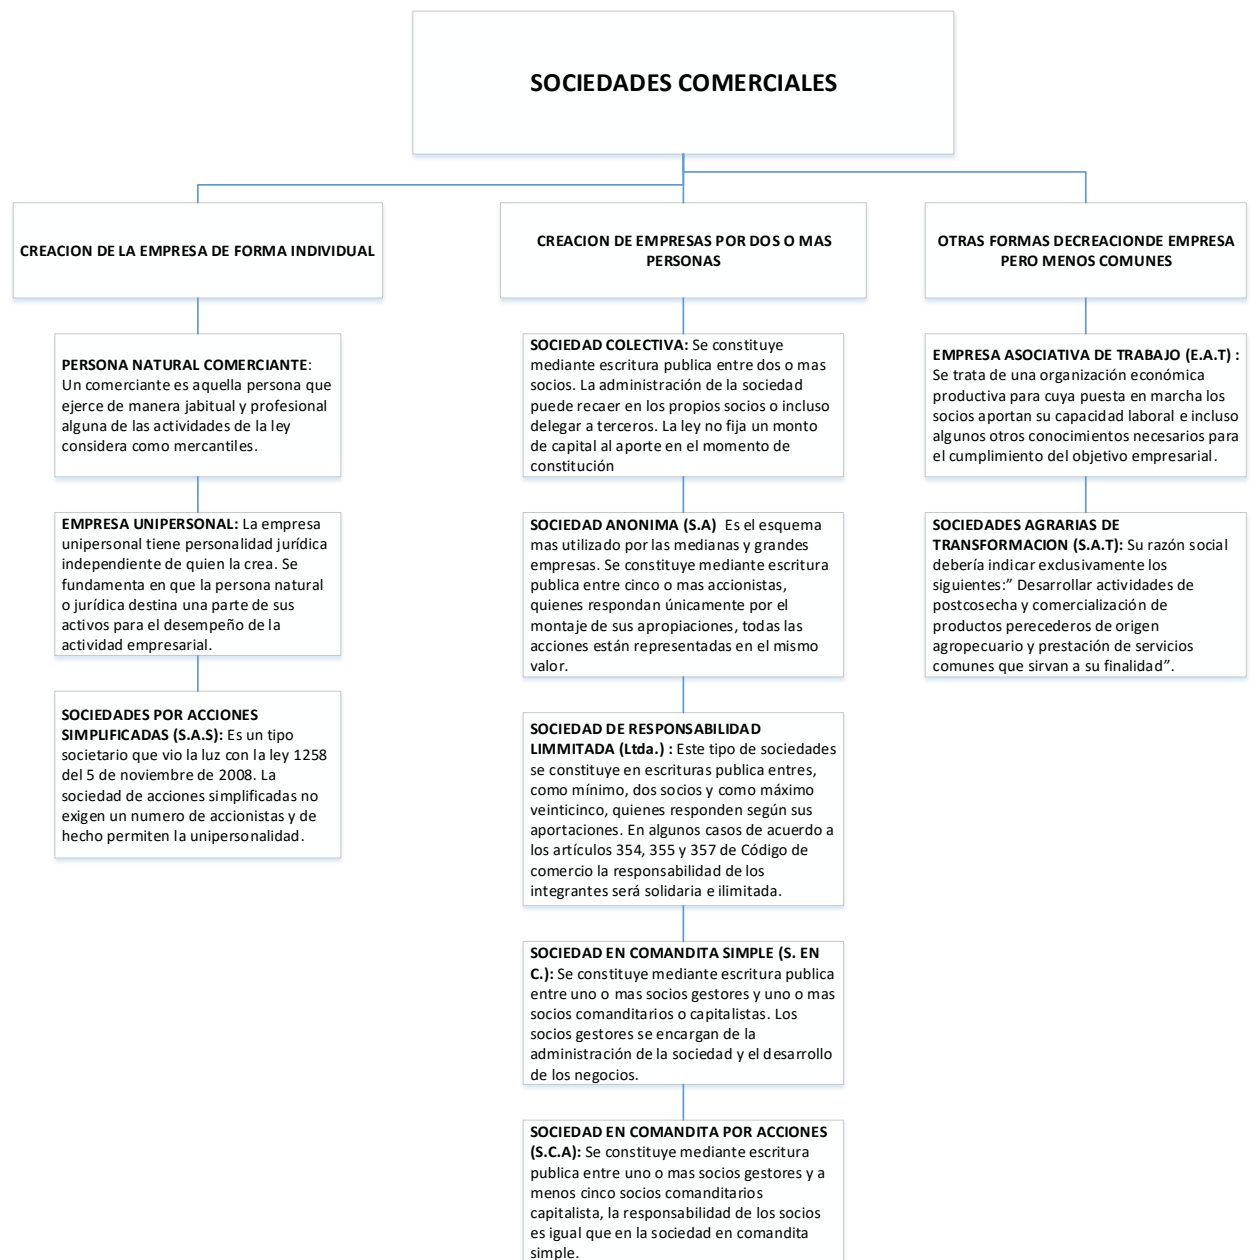 SOCIEDADES COMERCIALES
CREACION DE LA EMPRESA DE FORMA INDIVIDUAL
PERSONA NATURAL COMERCIANTE:
Un comerciante es aquella persona que
ejerce de manera jabitual y profesional
alguna de las actividades de la ley
considera como mercantiles.
EMPRESA UNIPERSONAL: La empresa
unipersonal tiene personalidad jurídica
independiente de quien la crea. Se
fundamenta en que la persona natural
o jurídica destina una parte de sus
activos para el desempeño de la
actividad empresarial.
SOCIEDADES POR ACCIONES
SIMPLIFICADAS (S.A.S): Es un tipo
societario que vio la luz con la ley 1258
del 5 de noviembre de 2008. La
sociedad de acciones simplificadas no
exigen un numero de accionistas y de
hecho permiten la unipersonalidad.
CREACION DE EMPRESAS POR DOS O MAS
PERSONAS
SOCIEDAD COLECTIVA: Se constituye
mediante escritura publica entre dos o mas
socios. La administración de la sociedad
puede recaer en los propios socios o incluso
delegar a terceros. La ley no fija un monto
de capital al aporte en el momento de
constitución
SOCIEDAD ANONIMA (S.A) Es el esquema
mas utilizado por las medianas y grandes
empresas. Se constituye mediante escritura
publica entre cinco o mas accionistas,
quienes respondan únicamente por el
montaje de sus apropiaciones, todas las
acciones están representadas en el mismo
valor.
SOCIEDAD DE RESPONSABILIDAD
LIMMITADA (Ltda.) : Este tipo de sociedades
se constituye en escrituras publica entres,
como mínimo, dos socios y como máximo
veinticinco, quienes responden según sus
aportaciones. En algunos casos de acuerdo a
los artículos 354, 355 y 357 de Código de
comercio la responsabilidad de los
integrantes será solidaria e ilimitada.
SOCIEDAD EN COMANDITA SIMPLE (S. EN
C.): Se constituye mediante escritura publica
entre uno o mas socios gestores y uno o mas
socios comanditarios o capitalistas. Los
socios gestores se encargan de la
administración de la sociedad y el desarrollo
de los negocios.
SOCIEDAD EN COMANDITA POR ACCIONES
(S.C.A): Se constituye mediante escritura
publica entre uno o mas socios gestores y a
menos cinco socios comanditarios
capitalista, la responsabilidad de los socios
es igual que en la sociedad en comandita
simple.
OTRAS FORMAS DECREACIONDE EMPRESA
PERO MENOS COMUNES
EMPRESA ASOCIATIVA DE TRABAJO (E.A.T) :
Se trata de una organización económica
productiva para cuya puesta en marcha los
socios aportan su capacidad laboral e incluso
algunos otros conocimientos necesarios para
el cumplimiento del objetivo empresarial.
SOCIEDADES AGRARIAS DE
TRANSFORMACION (S.A.T): Su razón social
debería indicar exclusivamente los
siguientes:” Desarrollar actividades de
postcosecha y comercialización de
productos perecederos de origen
agropecuario y prestación de servicios
comunes que sirvan a su finalidad”.